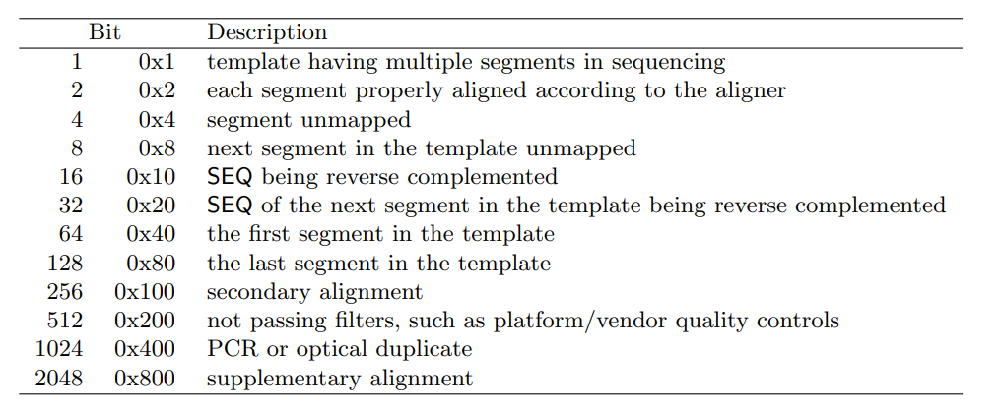 Bit Description
1 0x1 template having multiple segments in sequencing
2 0x2 each segment properly aligned according to the aligner
4 0x4 segment unmapped
8 0x8 next segment in the template unmapped
16 0x10 SEQ being reverse complemented
32 0x20 SEQ of the next segment in the template being reverse complemented
64 0x40 the first segment in the template
128 0x80 the last segment in the template
256 0x100 secondary alignment
512 0x200 not passing filters, such as platform/vendor quality controls
1024 0x400 PCR or optical duplicate
2048 0x800 supplementary alignment